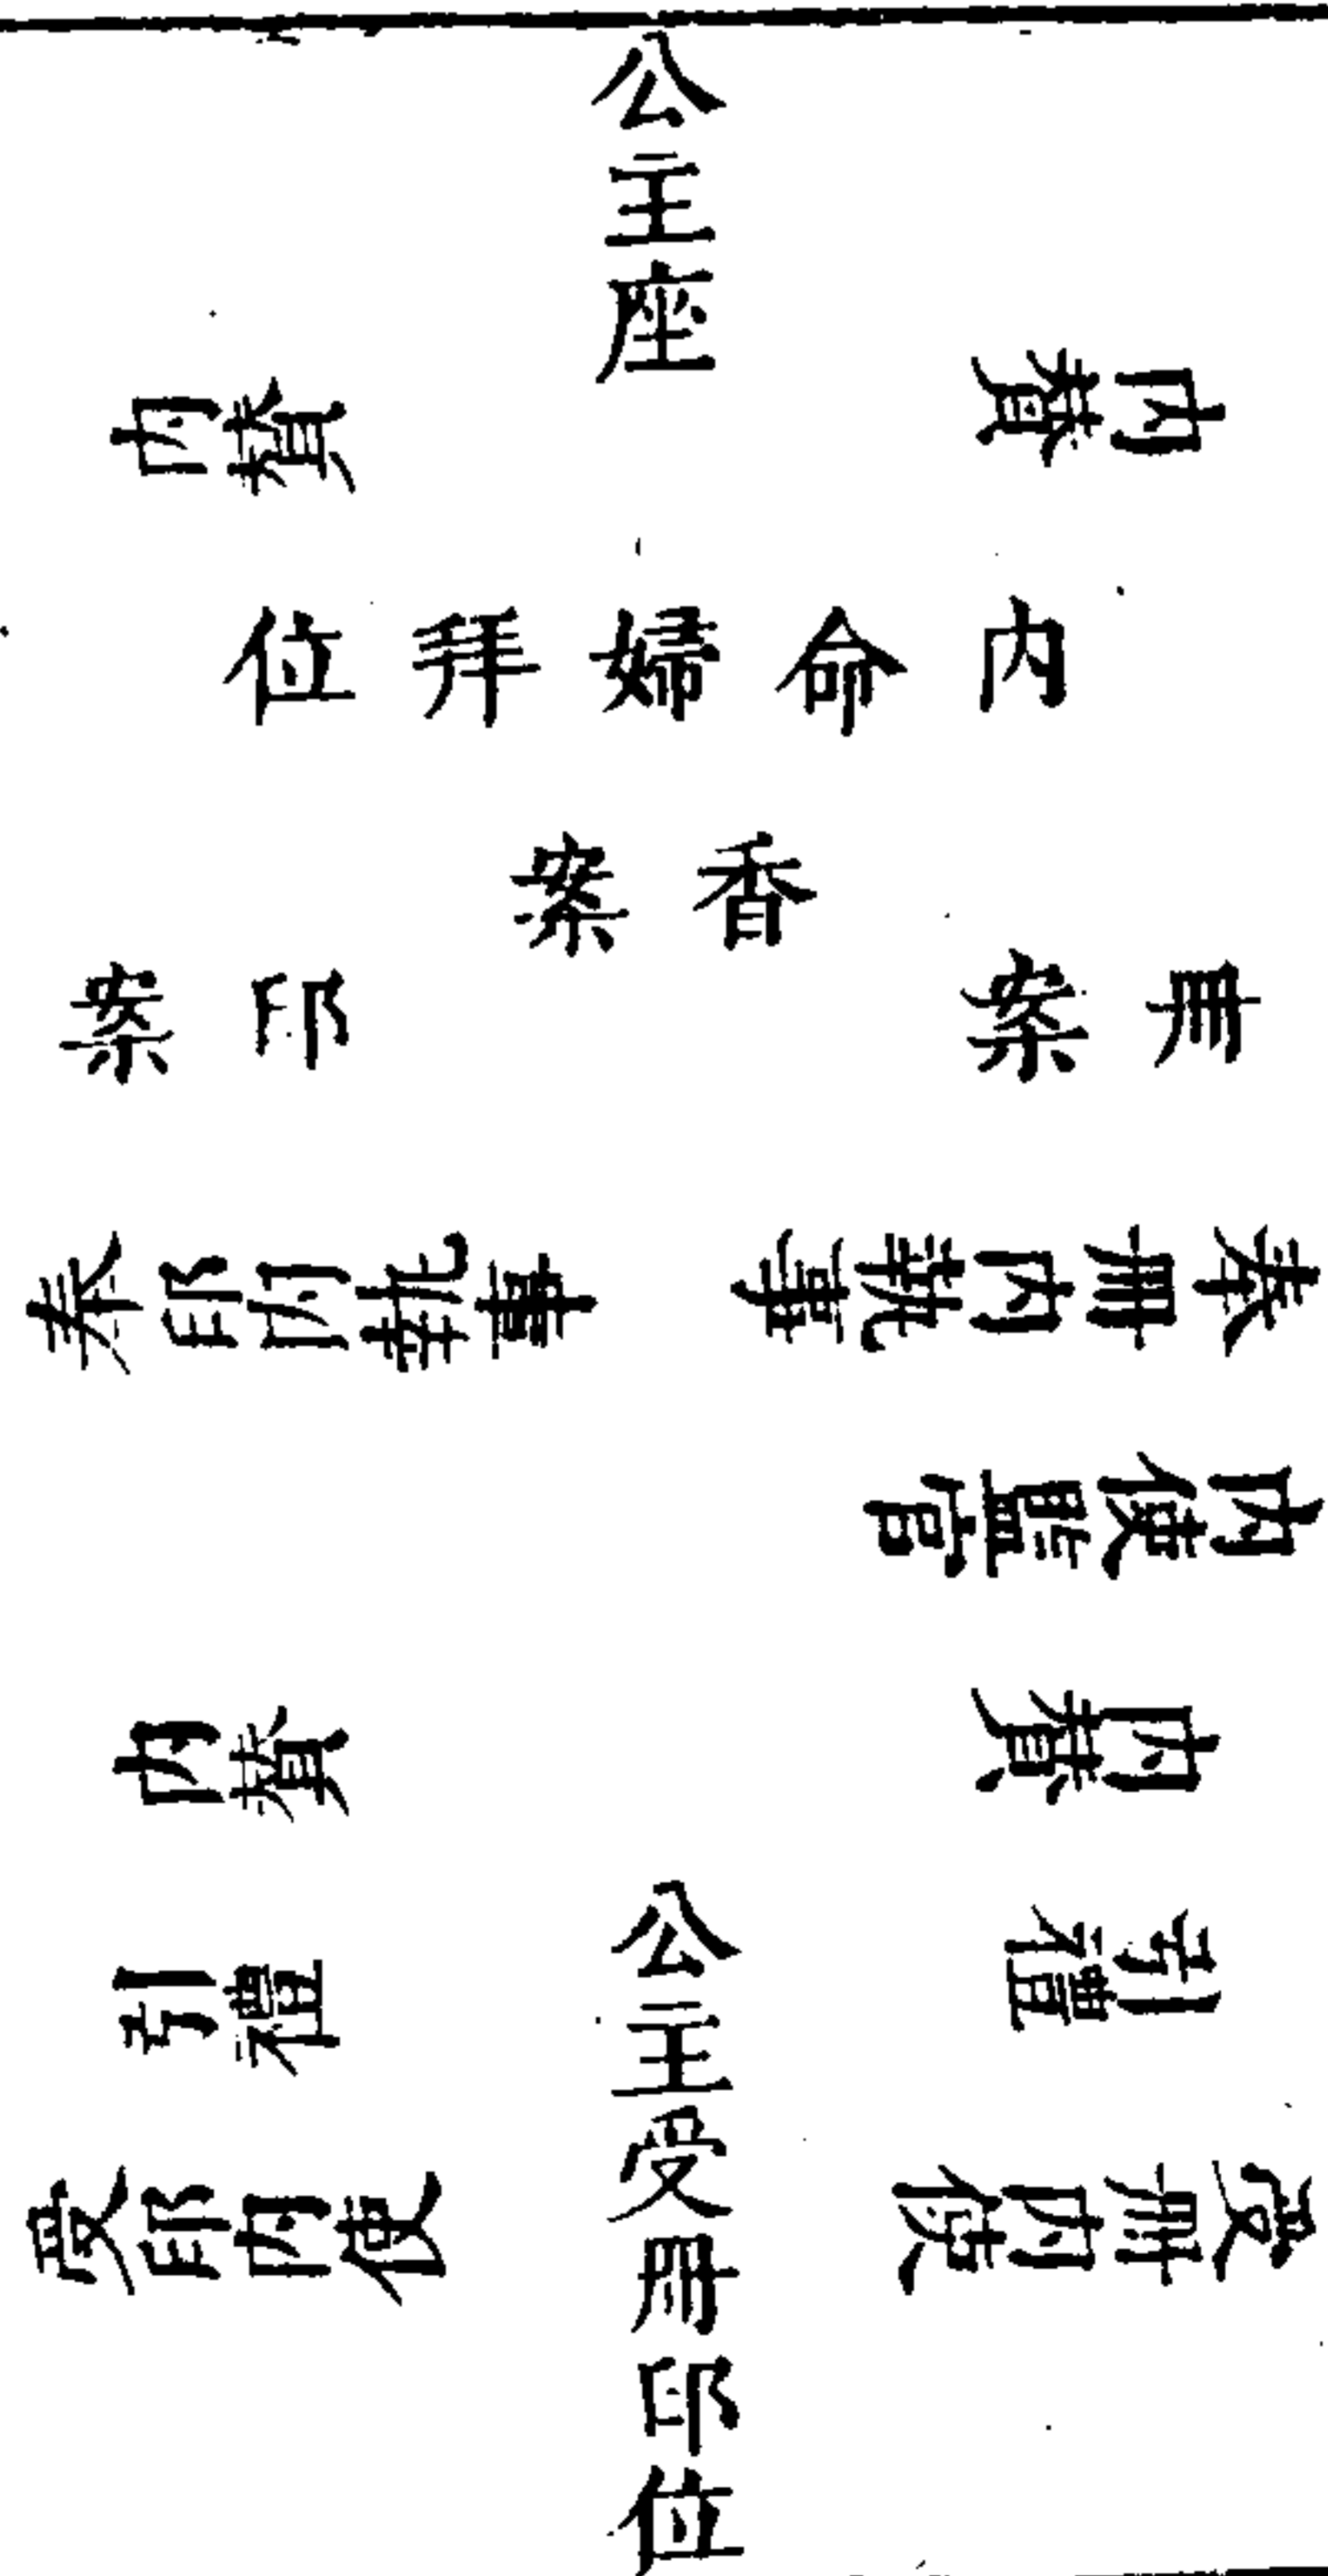 公主座
內贊
內贊
內命婦拜位
香案
冊案
印案
奉冊內執事
奉印內執事
內使監官
內贊
內贊
引禮
引禮
公主受冊印位
受冊內使
受印內使